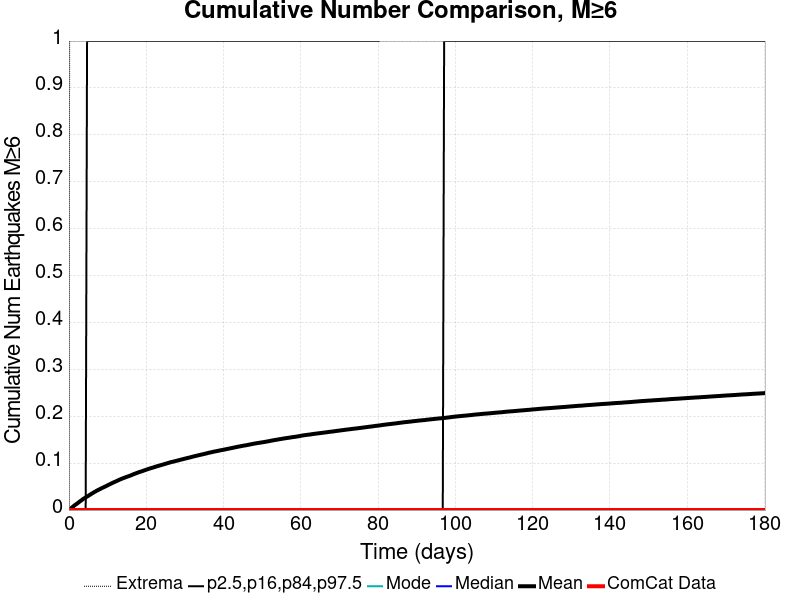 Cumulative Number Comparison, M≥6
Cumulative Num Earthquakes M≥6
1
0.9
0.8
0.7
0.6
0.5
0.4
0.3
0.2
0.1
0
0 20 40 60 80 100 120 140 160 180
Time (days)
Extrema p2.5,p16,p84,p97.5 Mode Median Mean ComCat Data